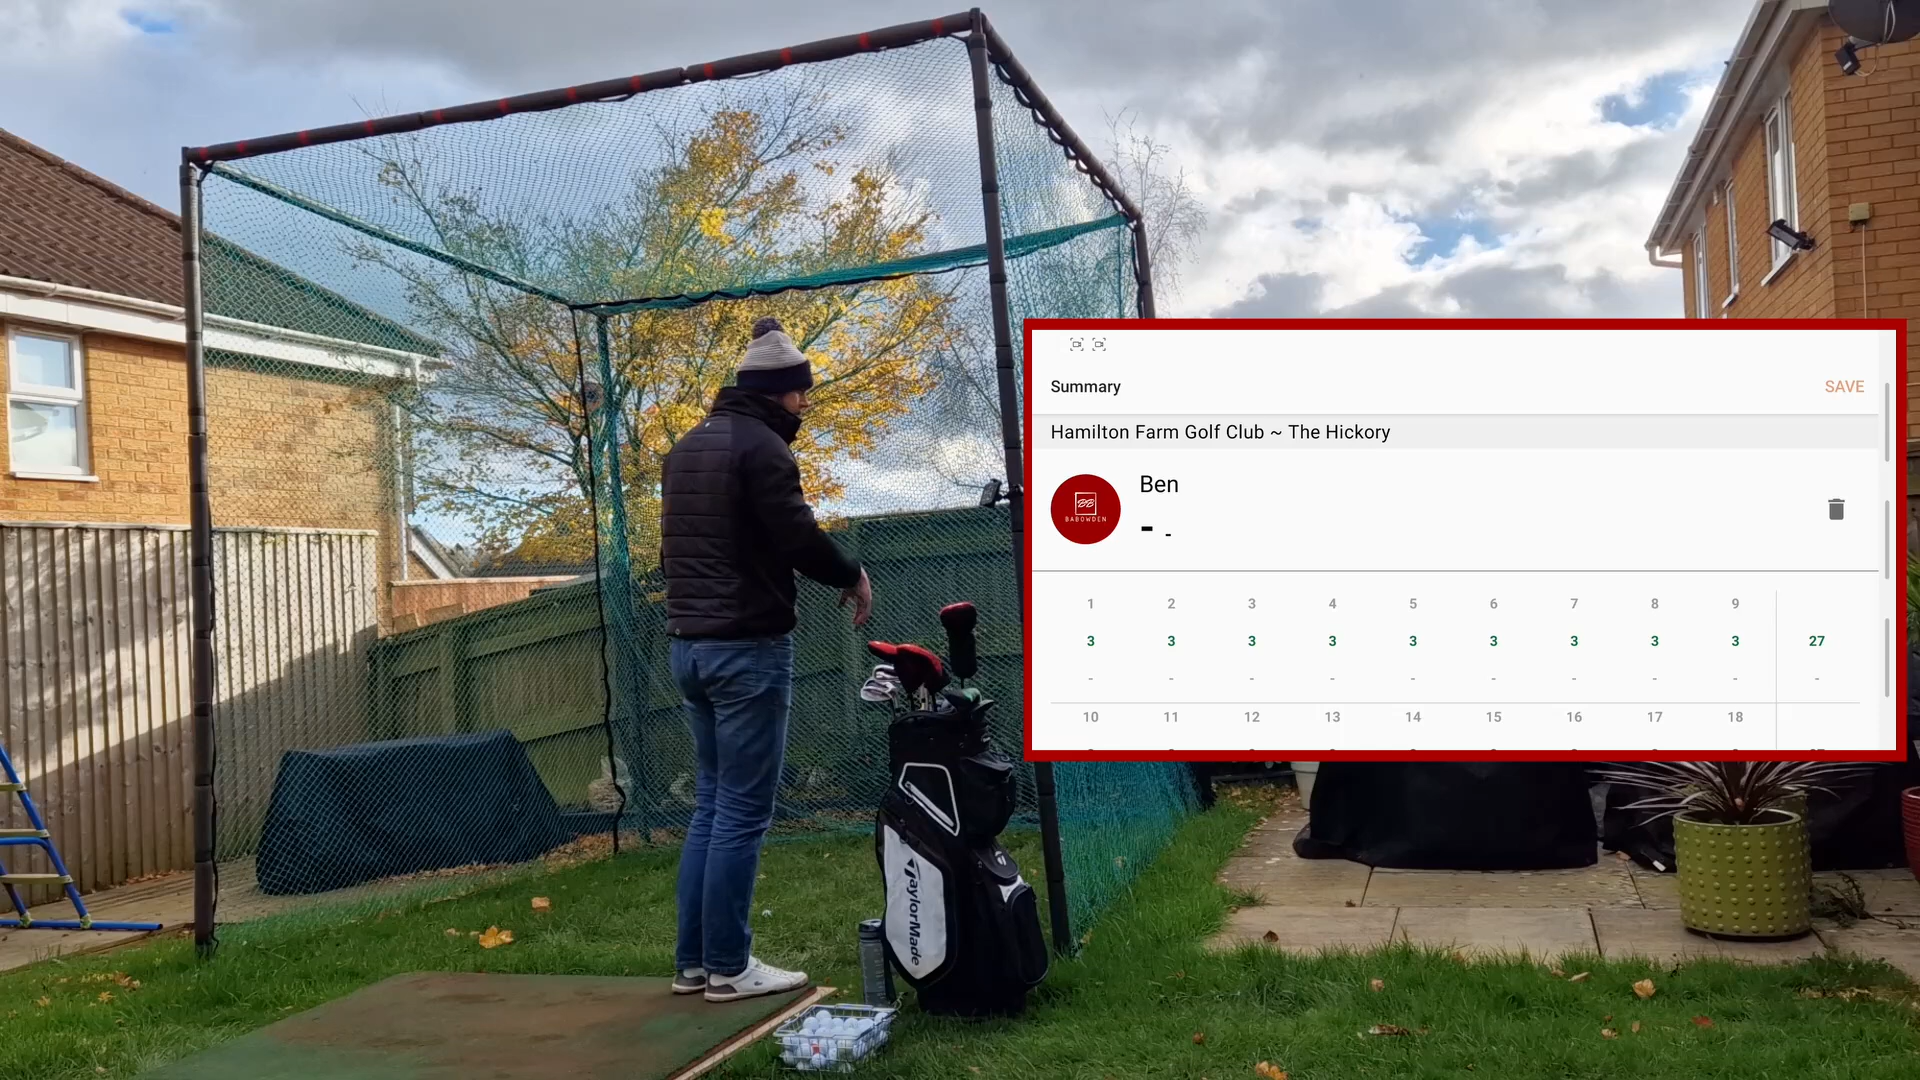 Summary
SAVE
Hamilton Farm Golf Club ~ The Hickory
Ben
BB
BABOWDEN
- -
1 2 3 4 5 6 7 8 9
3 3 3 3 3 3 3 3 3 27
- - - - - - - - - -
10 11 12 13 14 15 16 17 18
TaylorMade